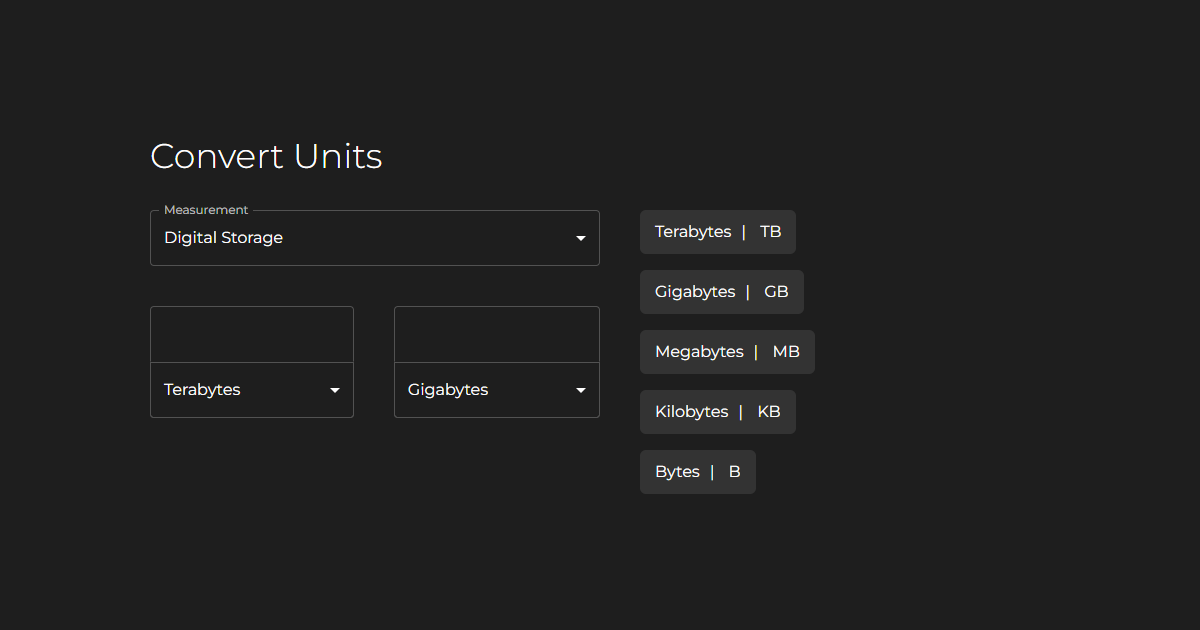 Convert Units
Measurement
Digital Storage
Terabytes
Gigabytes
Terabytes | TB
Gigabytes | GB
Megabytes | MB
Kilobytes | KB
Bytes | B